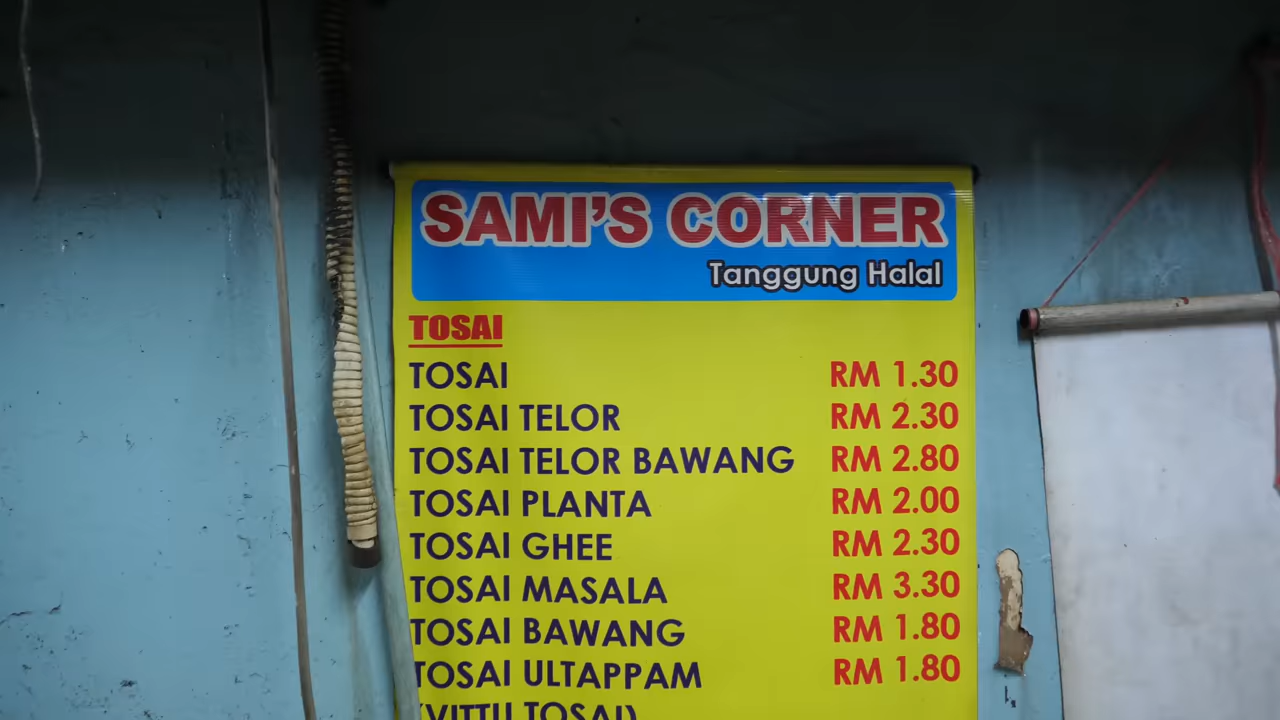 SAMI'S CORNER
Tanggung Halal
TOSAI
TOSAI RM 1.30
TOSAI TELOR RM 2.30
TOSAI TELOR BAWANG RM 2.80
TOSAI PLANTA RM 2.00
TOSAI GHEE RM 2.30
TOSAI MASALA RM 3.30
TOSAI BAWANG RM 1.80
TOSAI ULTAPPAM RM 1.80
(VITTU TOSAI)